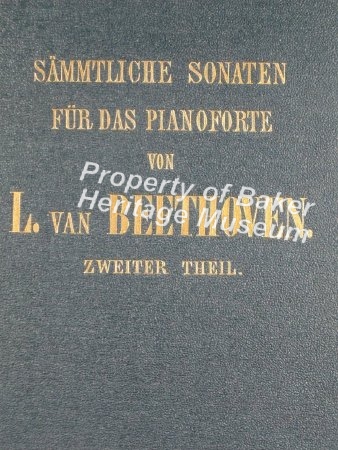 SÄMMTLICHE SONATEN
FÜR DAS PIANOFORTE
VON
L. VAN BEETHOVEN.
ZWEITER THEIL.
Property of Baker
Heritage Museum